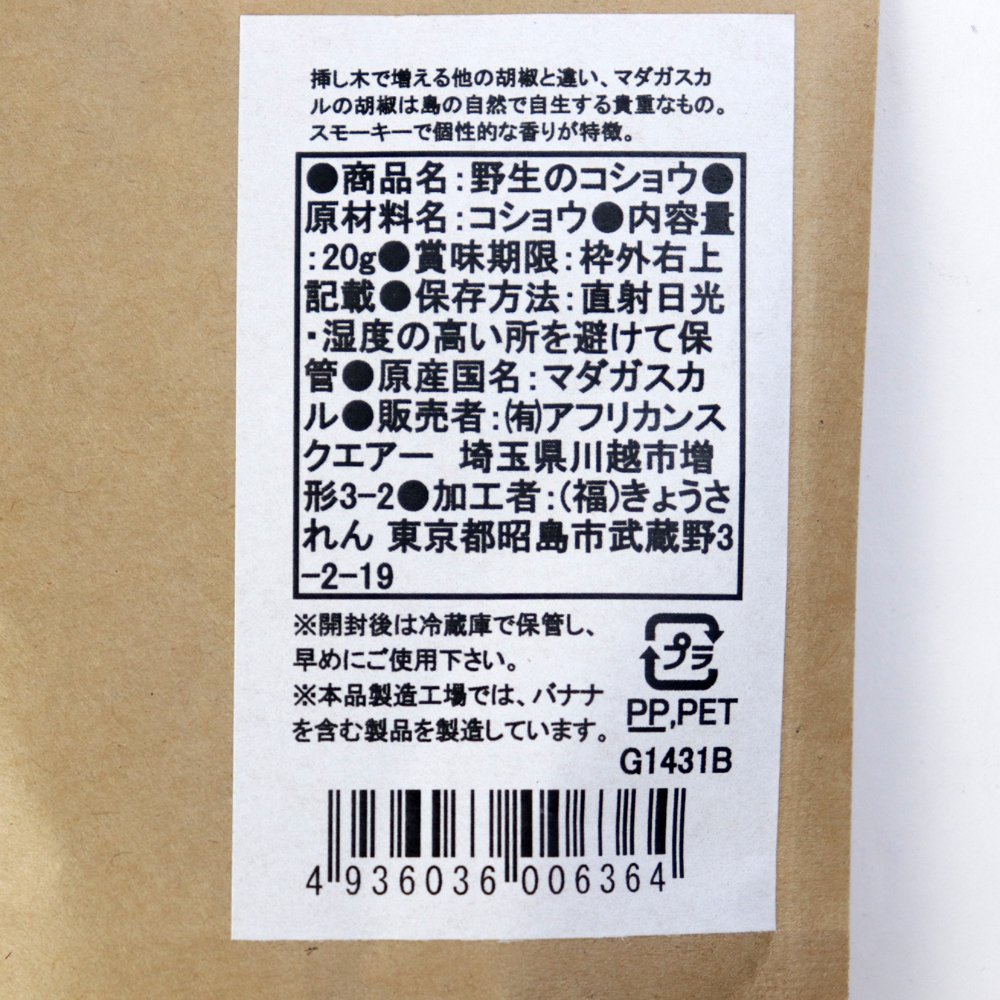 挿し木で増える他の胡椒と違い、マダガスカ
ルの胡椒は島の自然で自生する貴重なもの。
スモーキーで個性的な香りが特徴。
●商品名:野生のコショウ●
原材料名:コショウ●内容量
:20g●賞味期限:枠外右上
記載●保存方法:直射日光
・湿度の高い所を避けて保
管●原産国名:マダガスカ
ル●販売者:㈲アフリカンス
クエアー 埼玉県川越市増
形3-2●加工者:(福)きょうさ
れん 東京都昭島市武蔵野3
-2-19
※開封後は冷蔵庫で保管し、
早めにご使用下さい。
※本品製造工場では、バナナ
を含む製品を製造しています。
プラ
PP,PET
G1431B
4 936036 006364